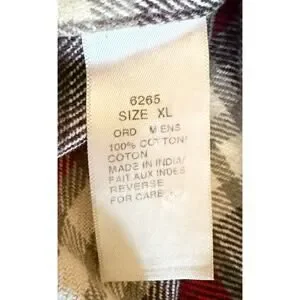 6265
SIZE XL
ORD MENS
100% COTTON/
COTON
MADE IN INDIA/
FAIT AUX INDES
REVERSE
FOR CARE